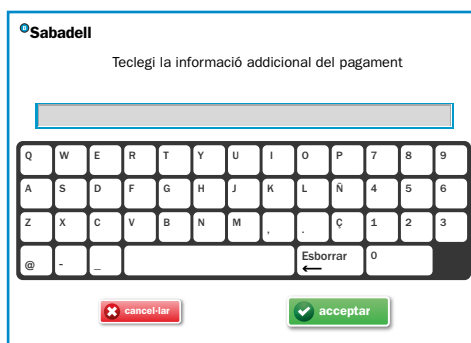 B Sabadell
Teclegi la informació addicional del pagament
Q W E R T Y U I O P 7 8 9
A S D F G H J K L Ñ 4 5 6
Z X C V B N M , . Ç 1 2 3
@ - _ Esborrar 0
cancel·lar acceptar